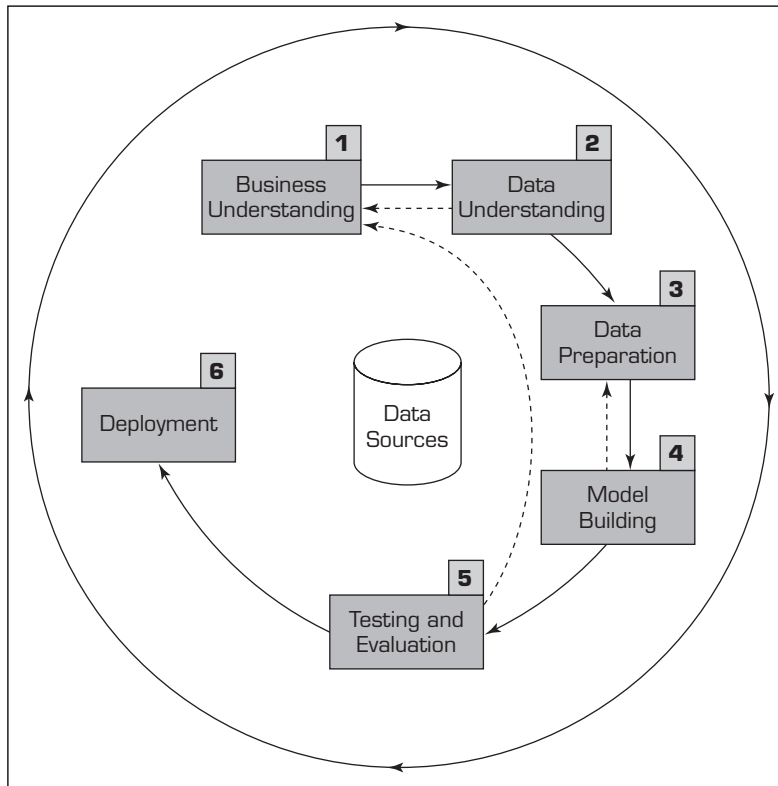 1
Business
Understanding
2
Data
Understanding
3
Data
Preparation
4
Model
Building
5
Testing and
Evaluation
6
Deployment
Data
Sources